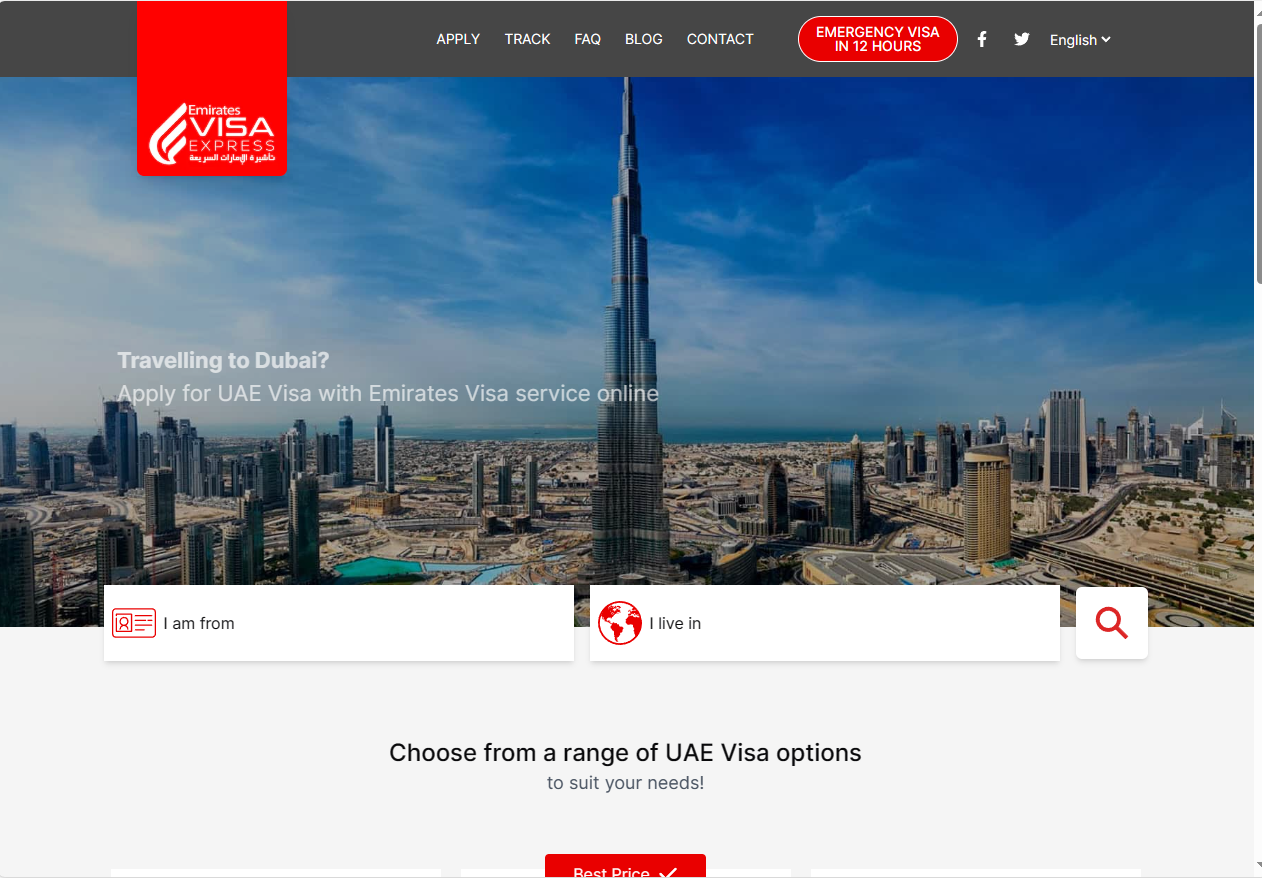 APPLY TRACK FAQ BLOG CONTACT
EMERGENCY VISA
IN 12 HOURS
English
Emirates
VISA
EXPRESS
تأشيرة الإمارات السريعة
Travelling to Dubai?
Apply for UAE Visa with Emirates Visa service online
I am from
I live in
Choose from a range of UAE Visa options
to suit your needs!
Best Price